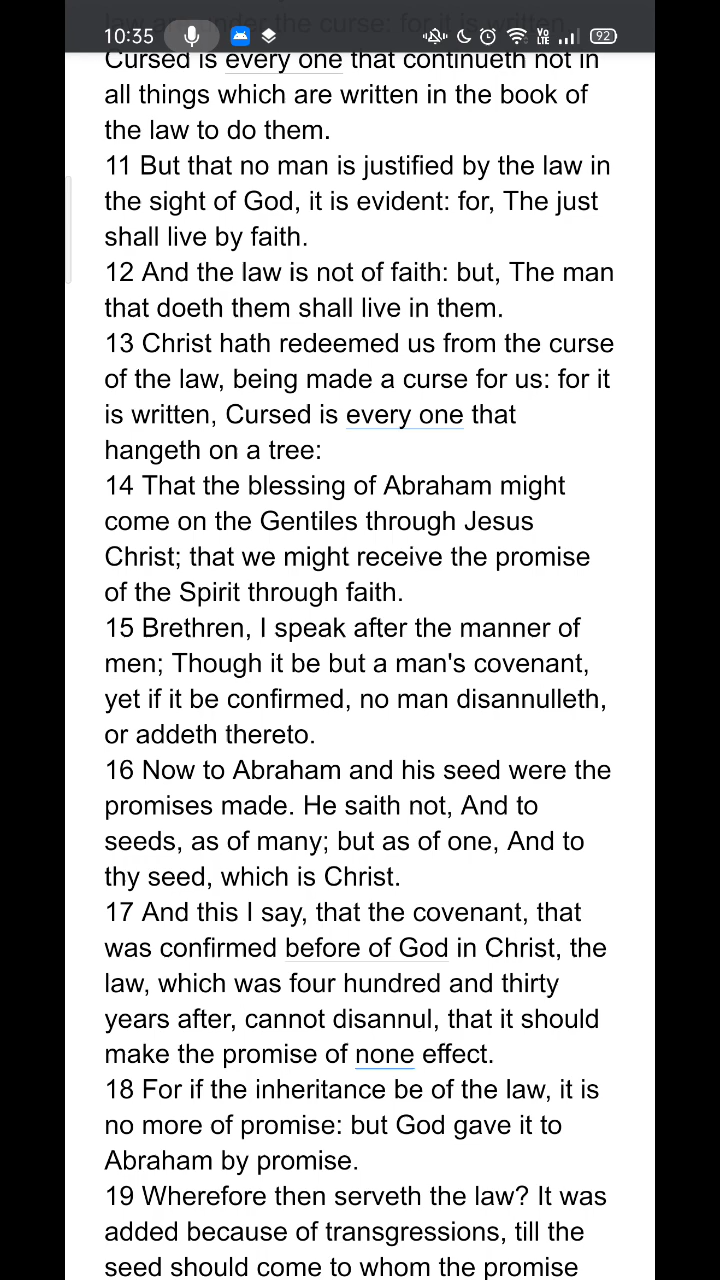 law are under the curse: for it is written,
10:35
Vo
LTE
92
Cursed is every one that continueth not in
all things which are written in the book of
the law to do them.
11 But that no man is justified by the law in
the sight of God, it is evident: for, The just
shall live by faith.
12 And the law is not of faith: but, The man
that doeth them shall live in them.
13 Christ hath redeemed us from the curse
of the law, being made a curse for us: for it
is written, Cursed is every one that
hangeth on a tree:
14 That the blessing of Abraham might
come on the Gentiles through Jesus
Christ; that we might receive the promise
of the Spirit through faith.
15 Brethren, I speak after the manner of
men; Though it be but a man's covenant,
yet if it be confirmed, no man disannulleth,
or addeth thereto.
16 Now to Abraham and his seed were the
promises made. He saith not, And to
seeds, as of many; but as of one, And to
thy seed, which is Christ.
17 And this I say, that the covenant, that
was confirmed before of God in Christ, the
law, which was four hundred and thirty
years after, cannot disannul, that it should
make the promise of none effect.
18 For if the inheritance be of the law, it is
no more of promise: but God gave it to
Abraham by promise.
19 Wherefore then serveth the law? It was
added because of transgressions, till the
seed should come to whom the promise